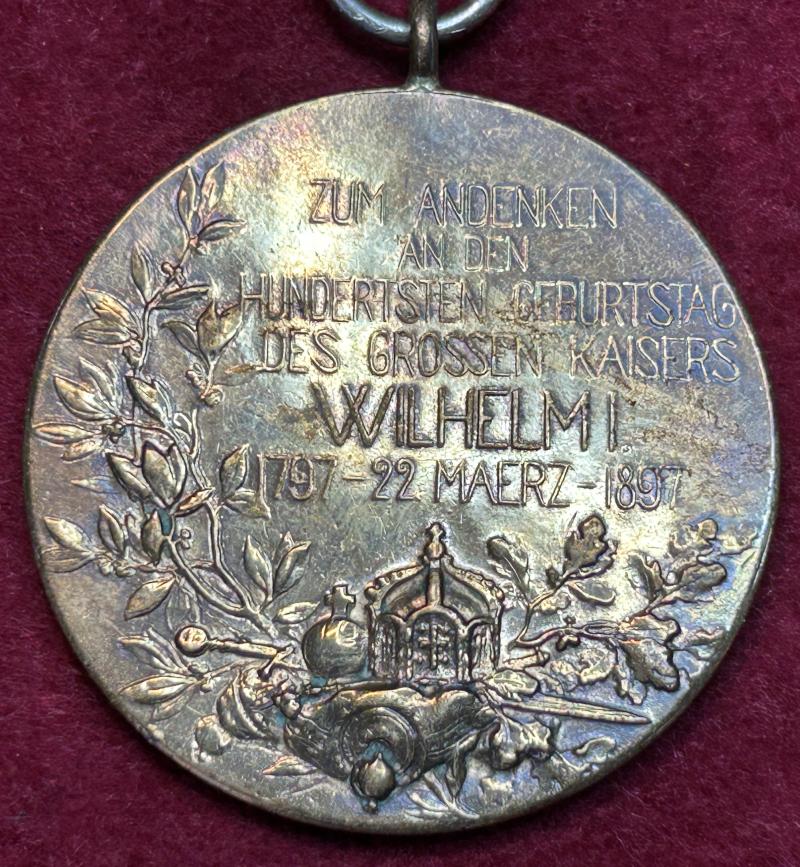 ZUM ANDENKEN
AN DEN
HUNDERTSTEN GEBURTSTAG
DES GROSSEN KAISERS
WILHELM I.
1797-22 MAERZ-1897